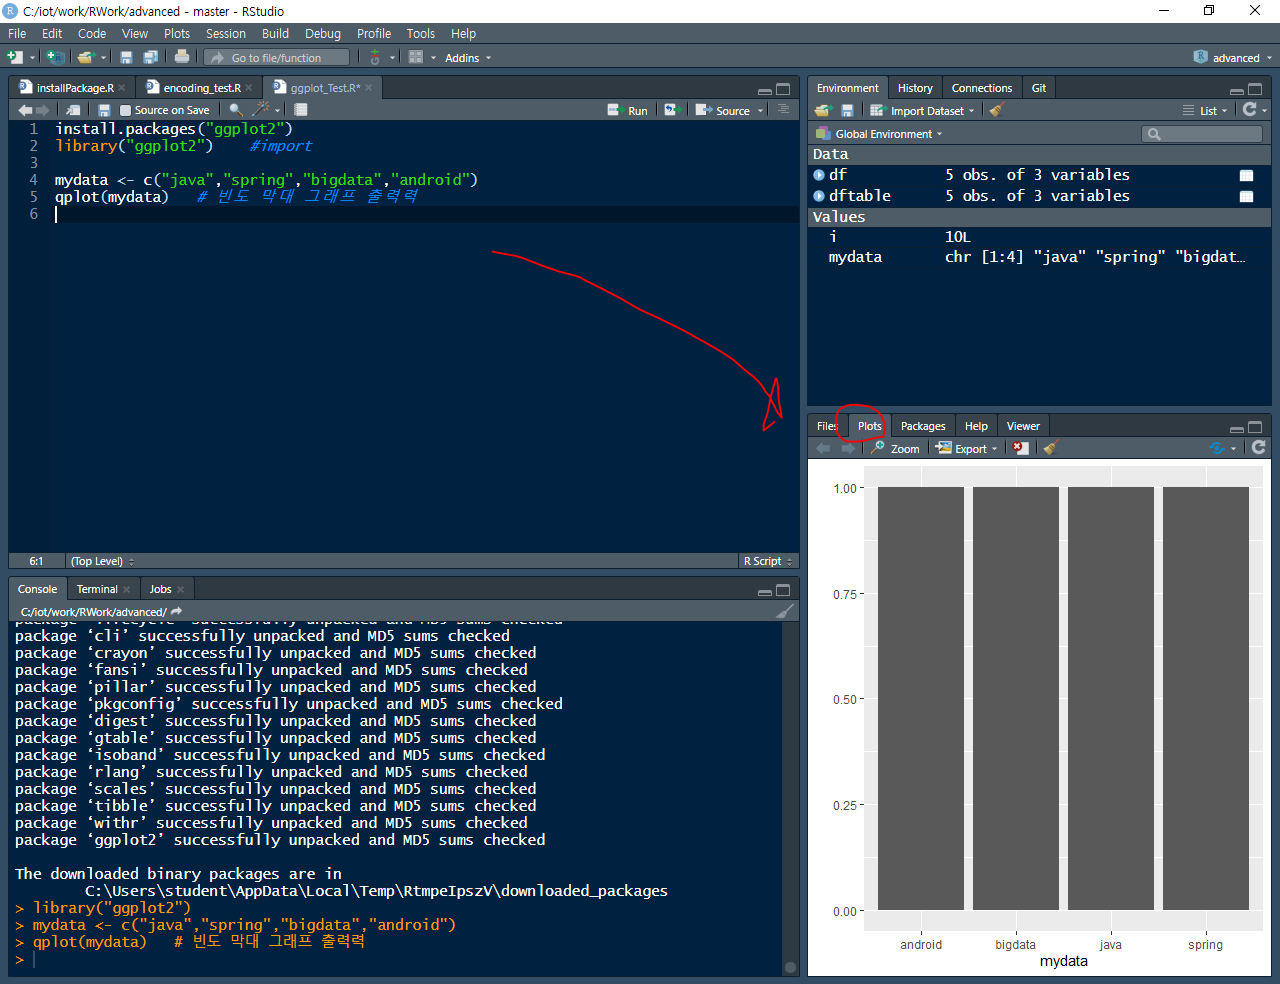 C:/iot/work/RWork/advanced - master - RStudio
File Edit Code View Plots Session Build Debug Profile Tools Help
Go to file/function Addins advanced
installPackage.R encoding_test.R ggplot_Test.R*
Source on Save Run Source
1 install.packages("ggplot2")
2 library("ggplot2")    #import
3
4 mydata <- c("java","spring","bigdata","android")
5 qplot(mydata)   # 빈도 막대 그래프 출력력
6
6:1 (Top Level) R Script
Console Terminal Jobs
C:/iot/work/RWork/advanced/
package ‘cli’ successfully unpacked and MD5 sums checked
package ‘crayon’ successfully unpacked and MD5 sums checked
package ‘fansi’ successfully unpacked and MD5 sums checked
package ‘pillar’ successfully unpacked and MD5 sums checked
package ‘pkgconfig’ successfully unpacked and MD5 sums checked
package ‘digest’ successfully unpacked and MD5 sums checked
package ‘gtable’ successfully unpacked and MD5 sums checked
package ‘isoband’ successfully unpacked and MD5 sums checked
package ‘rlang’ successfully unpacked and MD5 sums checked
package ‘scales’ successfully unpacked and MD5 sums checked
package ‘tibble’ successfully unpacked and MD5 sums checked
package ‘withr’ successfully unpacked and MD5 sums checked
package ‘ggplot2’ successfully unpacked and MD5 sums checked
The downloaded binary packages are in
C:\Users\student\AppData\Local\Temp\RtmpeIpszV\downloaded_packages
> library("ggplot2")
> mydata <- c("java","spring","bigdata","android")
> qplot(mydata)   # 빈도 막대 그래프 출력력
>
Environment History Connections Git
Import Dataset List
Global Environment
Data
df 5 obs. of 3 variables
dftable 5 obs. of 3 variables
Values
i 10L
mydata chr [1:4] "java" "spring" "bigdat…
Files Plots Packages Help Viewer
Zoom Export
1.00
0.75
0.50
0.25
0.00
android bigdata java spring
mydata